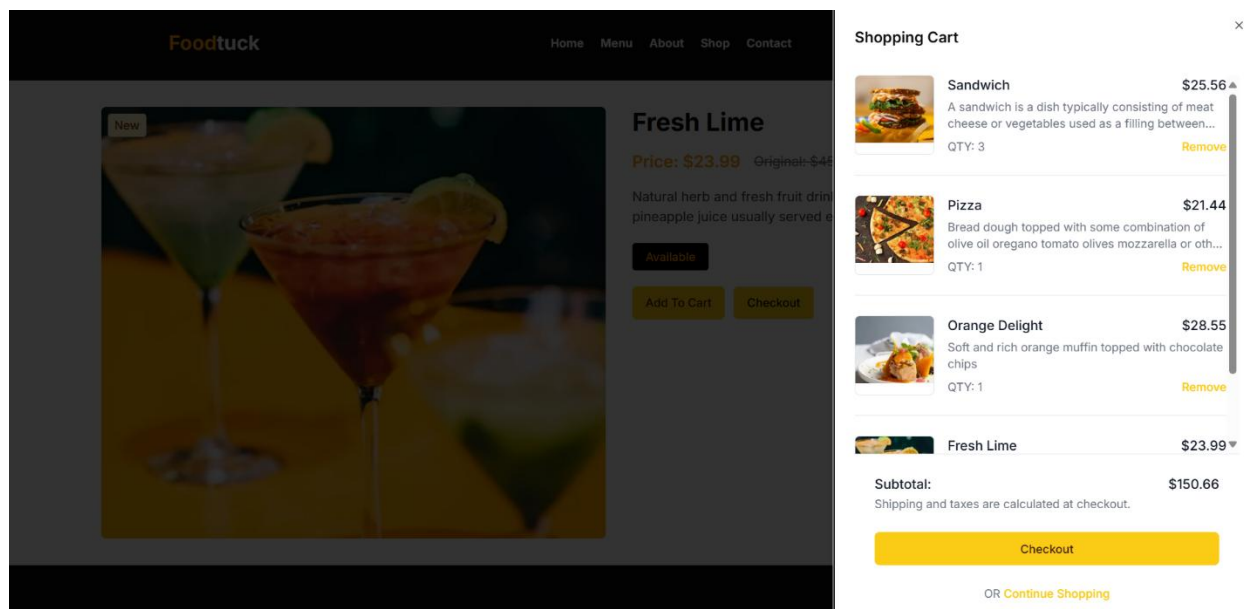 Foodtuck
Home Menu About Shop Contact
New
Fresh Lime
Price: $23.99 Original: $45
Natural herb and fresh fruit drin
pineapple juice usually served
Available
Add To Cart Checkout
×
Shopping Cart
Sandwich $25.56
A sandwich is a dish typically consisting of meat
cheese or vegetables used as a filling between...
QTY: 3 Remove
Pizza $21.44
Bread dough topped with some combination of
olive oil oregano tomato olives mozzarella or oth...
QTY: 1 Remove
Orange Delight $28.55
Soft and rich orange muffin topped with chocolate
chips
QTY: 1 Remove
Fresh Lime $23.99
Subtotal: $150.66
Shipping and taxes are calculated at checkout.
Checkout
OR Continue Shopping